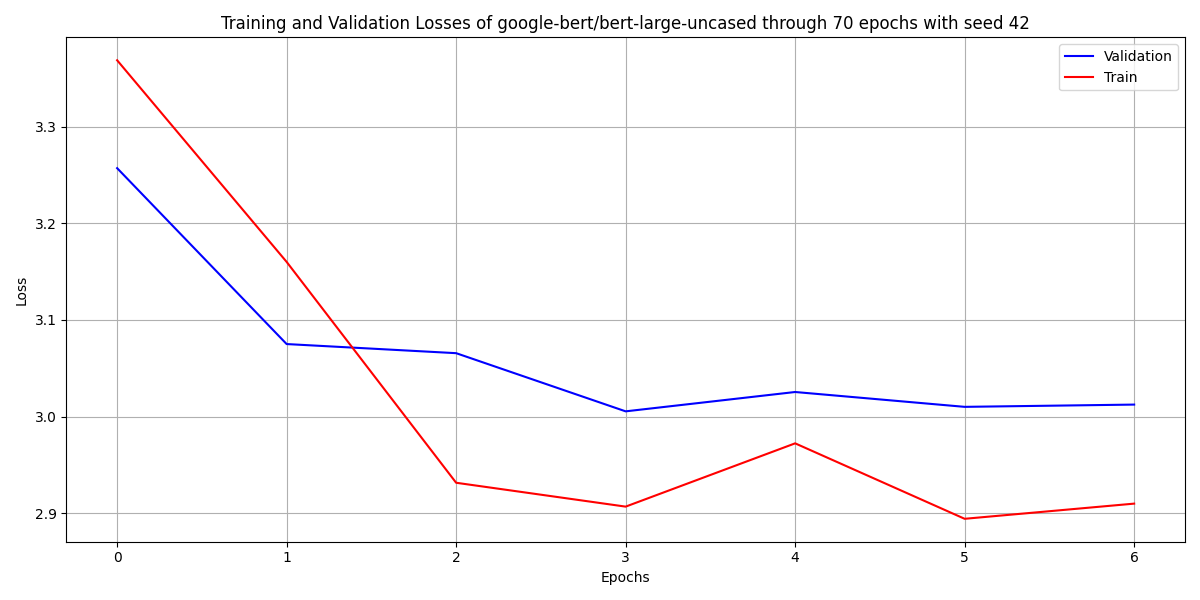 Training and Validation Losses of google-bert/bert-large-uncased through 70 epochs with seed 42
Validation
Train
3.3
3.2
3.1
3.0
2.9
Loss
0 1 2 3 4 5 6
Epochs